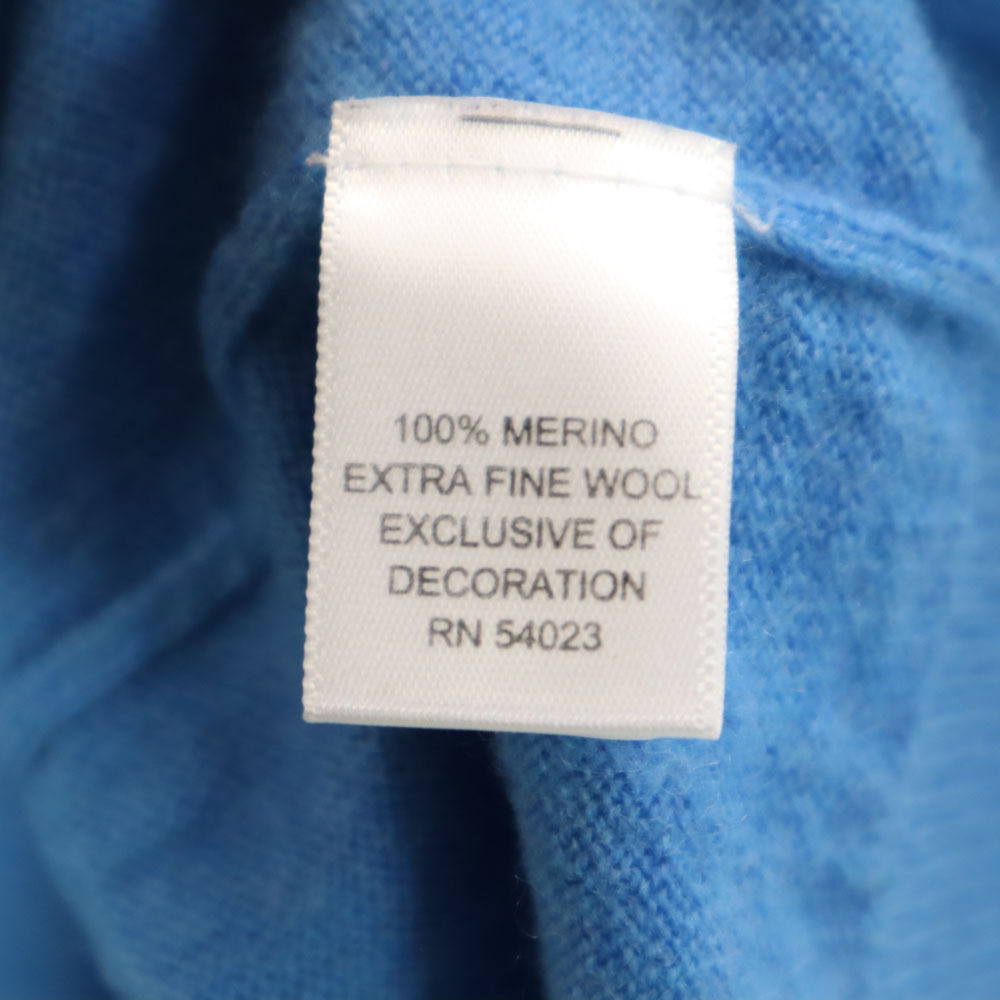 100% MERINO
EXTRA FINE WOOL
EXCLUSIVE OF
DECORATION
RN 54023